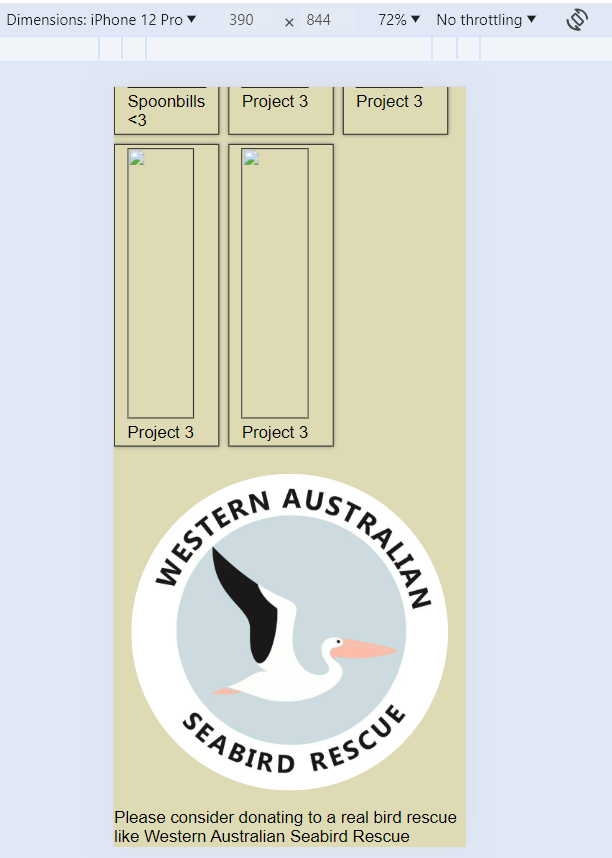 Dimensions: iPhone 12 Pro ▼ 390 × 844 72% ▼ No throttling ▼
Spoonbills
<3
Project 3
Project 3
Project 3
Project 3
WESTERN AUSTRALIAN
SEABIRD RESCUE
Please consider donating to a real bird rescue
like Western Australian Seabird Rescue